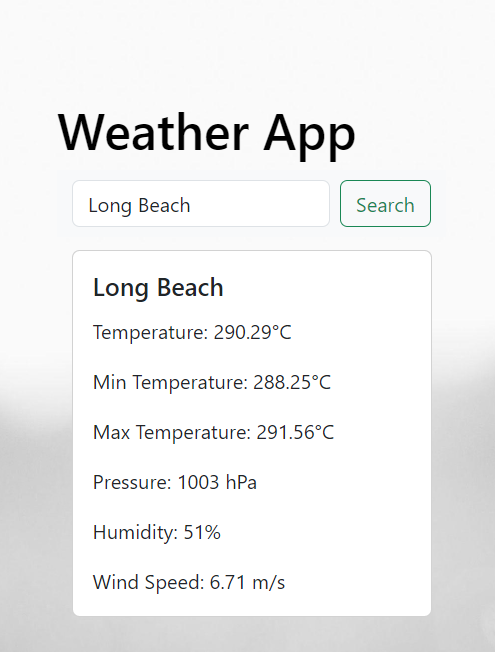 Weather App
Long Beach
Search
Long Beach
Temperature: 290.29°C
Min Temperature: 288.25°C
Max Temperature: 291.56°C
Pressure: 1003 hPa
Humidity: 51%
Wind Speed: 6.71 m/s